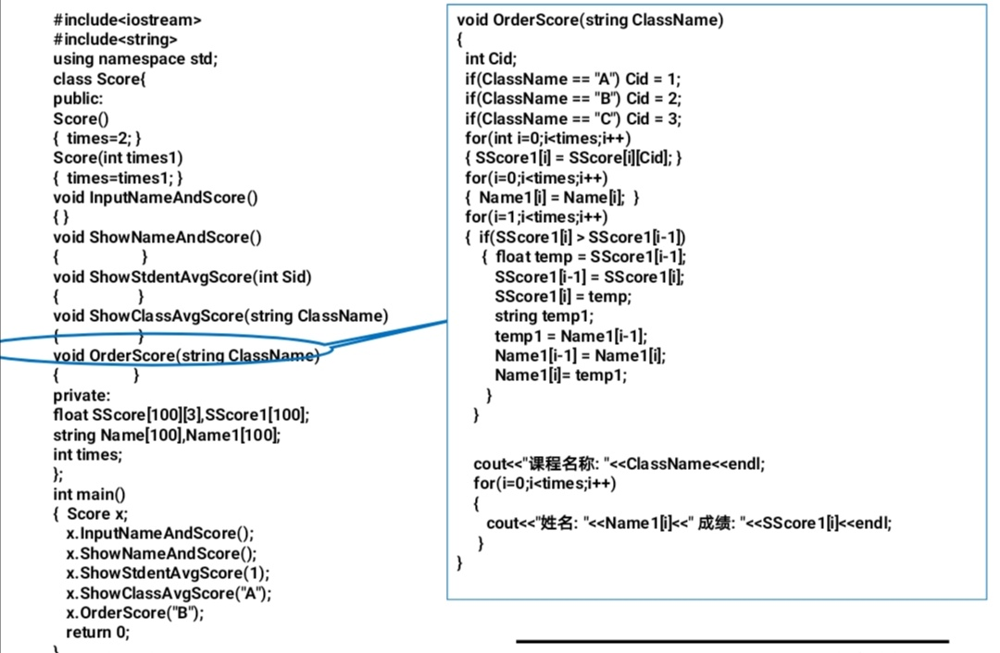 #include<iostream>
#include<string>
using namespace std;
class Score{
public:
Score()
{ times=2; }
Score(int times1)
{ times=times1; }
void InputNameAndScore()
{ }
void ShowNameAndScore()
{ }
void ShowStdentAvgScore(int Sid)
{ }
void ShowClassAvgScore(string ClassName)
{ }
void OrderScore(string ClassName)
{ }
private:
float SScore[100][3],SScore1[100];
string Name[100],Name1[100];
int times;
};
int main()
{ Score x;
x.InputNameAndScore();
x.ShowNameAndScore();
x.ShowStdentAvgScore(1);
x.ShowClassAvgScore("A");
x.OrderScore("B");
return 0;
}
void OrderScore(string ClassName)
{
int Cid;
if(ClassName == "A") Cid = 1;
if(ClassName == "B") Cid = 2;
if(ClassName == "C") Cid = 3;
for(int i=0;i<times;i++)
{ SScore1[i] = SScore[i][Cid]; }
for(i=0;i<times;i++)
{ Name1[i] = Name[i]; }
for(i=1;i<times;i++)
{ if(SScore1[i] > SScore1[i-1])
{ float temp = SScore1[i-1];
SScore1[i-1] = SScore1[i];
SScore1[i] = temp;
string temp1;
temp1 = Name1[i-1];
Name1[i-1] = Name1[i];
Name1[i]= temp1;
}
}
cout<<"课程名称: "<<ClassName<<endl;
for(i=0;i<times;i++)
{
cout<<"姓名: "<<Name1[i]<<" 成绩: "<<SScore1[i]<<endl;
}
}